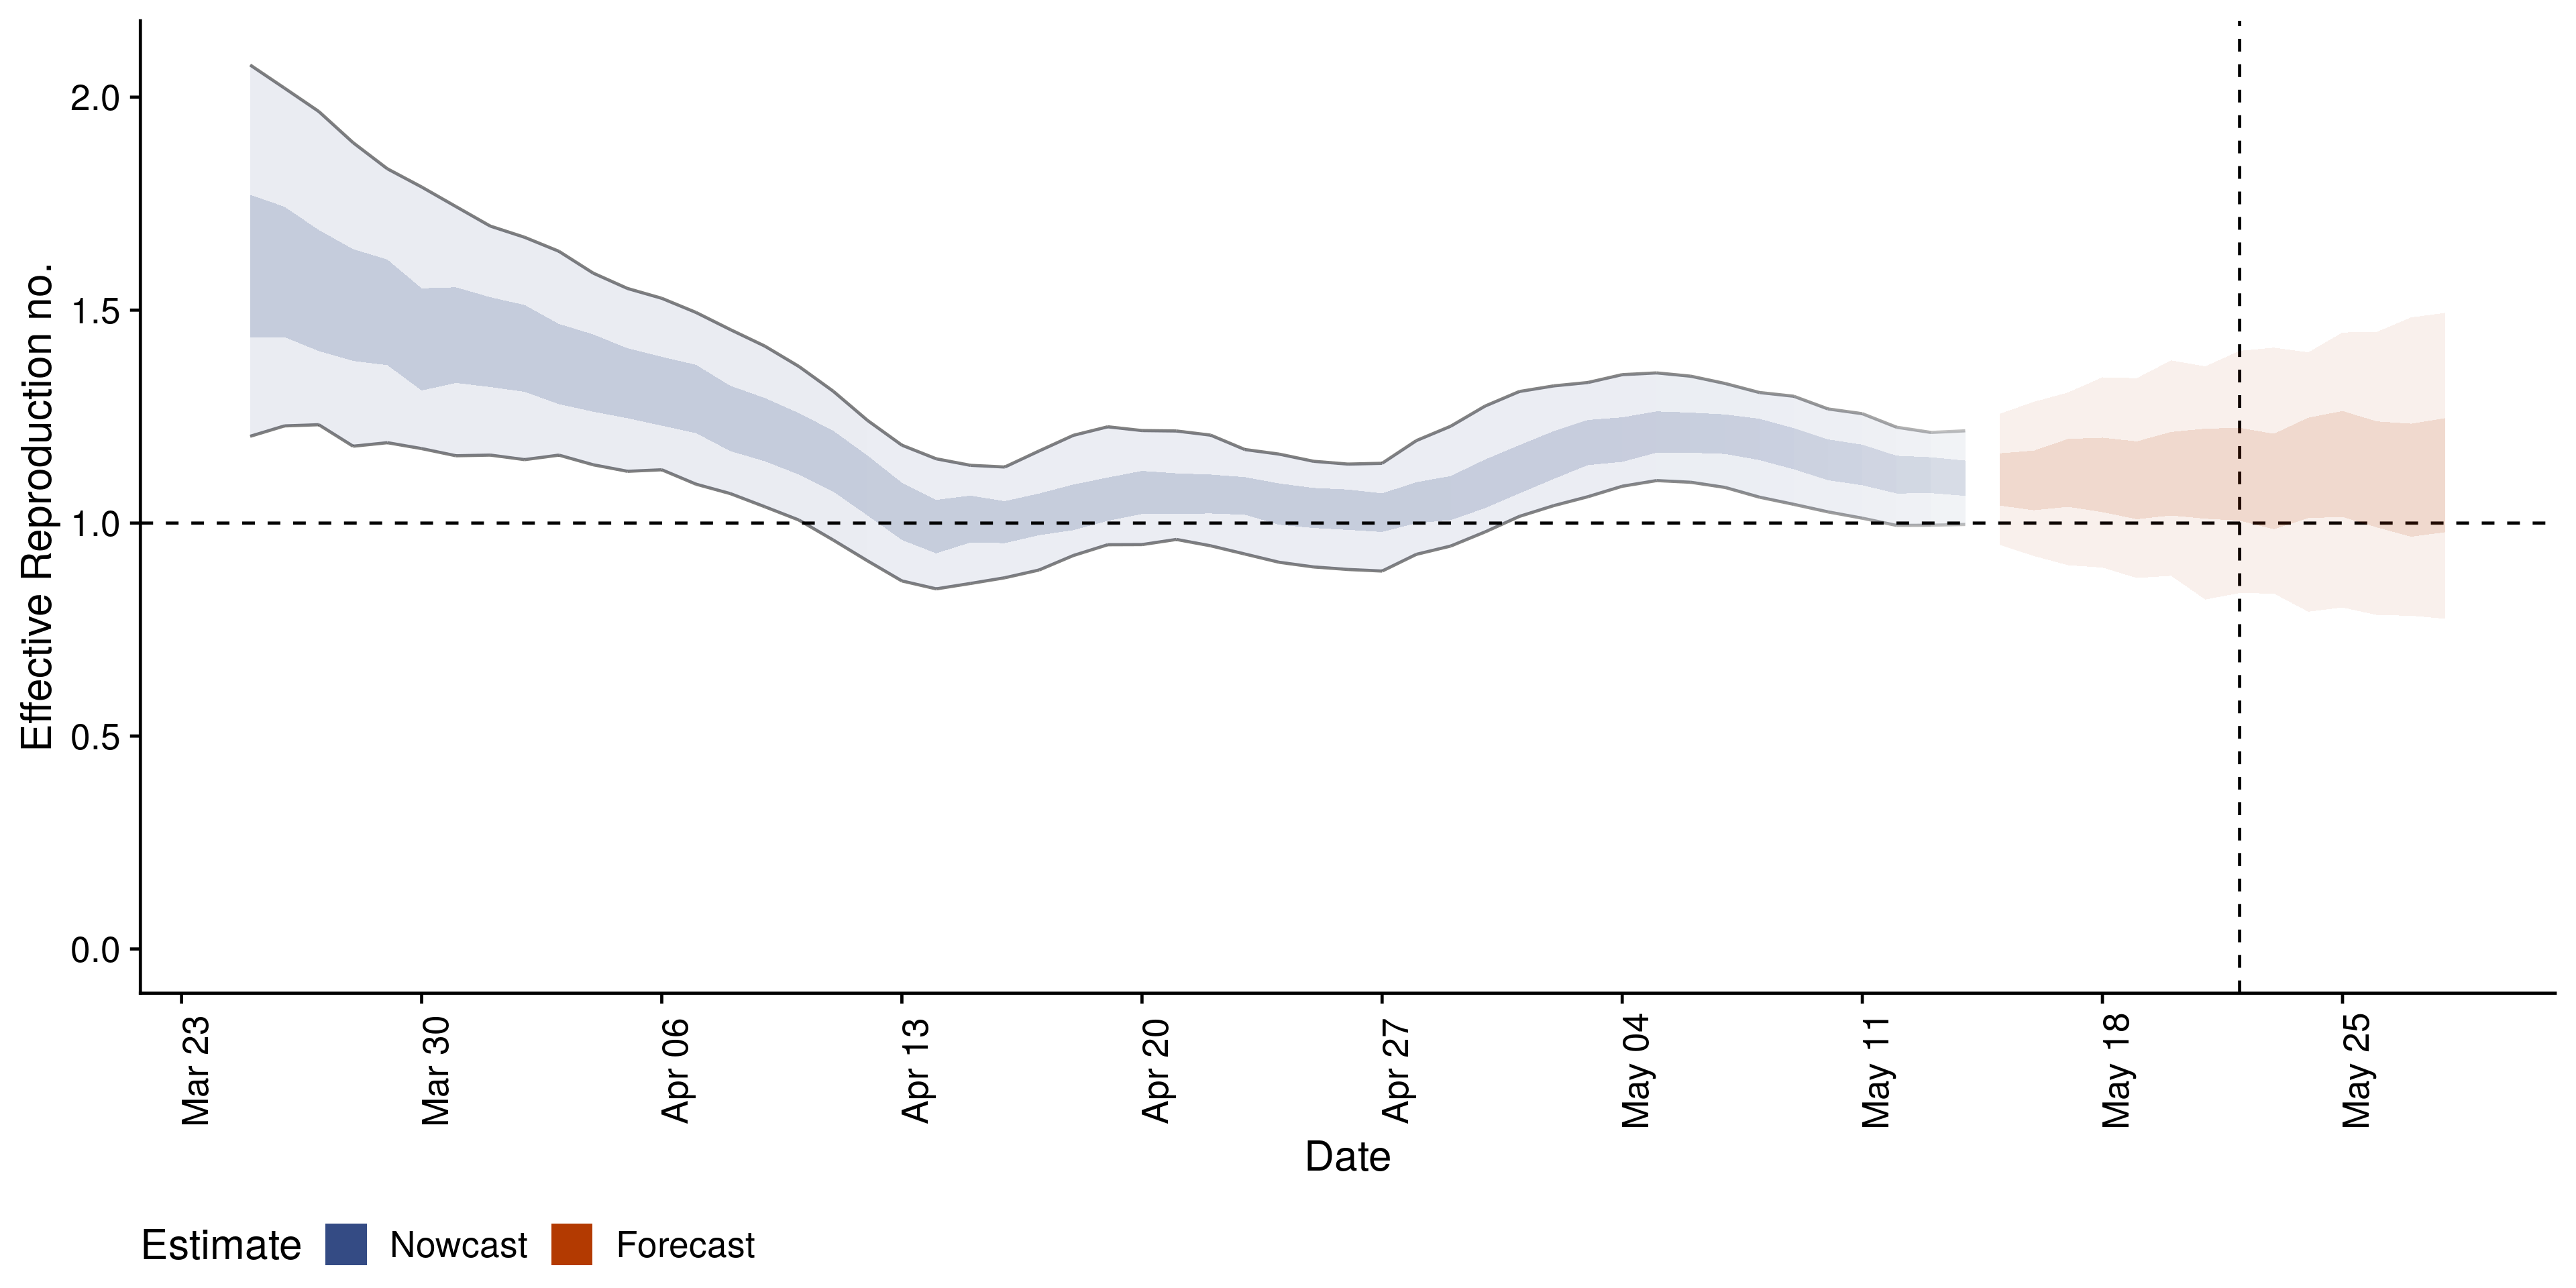 Effective Reproduction no.
2.0
1.5
1.0
0.5
0.0
Mar 23
Mar 30
Apr 06
Apr 13
Apr 20
Apr 27
May 04
May 11
May 18
May 25
Date
Estimate Nowcast Forecast